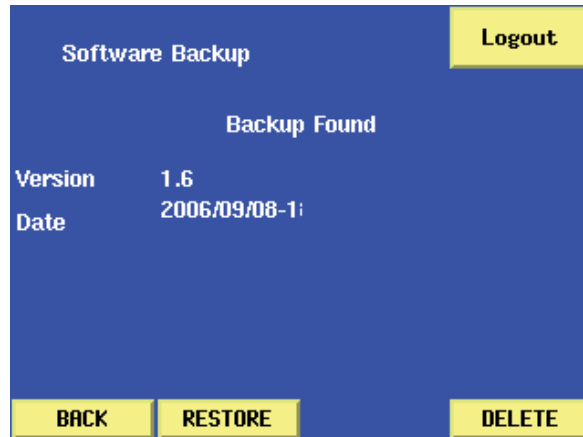 Software Backup
Logout
Backup Found
Version 1.6
Date 2006/09/08-1
BACK RESTORE DELETE